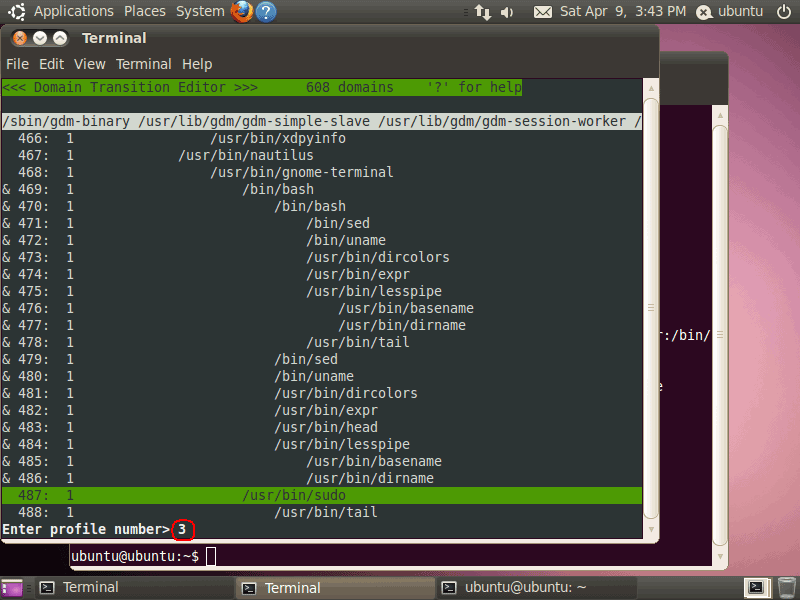 Applications Places System Sat Apr 9, 3:43 PM ubuntu
Terminal
File Edit View Terminal Help
<<< Domain Transition Editor >>> 608 domains '?' for help
/sbin/gdm-binary /usr/lib/gdm/gdm-simple-slave /usr/lib/gdm/gdm-session-worker /
466: 1 /usr/bin/xdpyinfo
467: 1 /usr/bin/nautilus
468: 1 /usr/bin/gnome-terminal
& 469: 1 /bin/bash
& 470: 1 /bin/bash
& 471: 1 /bin/sed
& 472: 1 /bin/uname
& 473: 1 /usr/bin/dircolors
& 474: 1 /usr/bin/expr
& 475: 1 /usr/bin/lesspipe
& 476: 1 /usr/bin/basename
& 477: 1 /usr/bin/dirname
& 478: 1 /usr/bin/tail
& 479: 1 /bin/sed
& 480: 1 /bin/uname
& 481: 1 /usr/bin/dircolors
& 482: 1 /usr/bin/expr
& 483: 1 /usr/bin/head
& 484: 1 /usr/bin/lesspipe
& 485: 1 /usr/bin/basename
& 486: 1 /usr/bin/dirname
487: 1 /usr/bin/sudo
488: 1 /usr/bin/tail
Enter profile number> 3
r:/bin/
ubuntu@ubuntu:~$
Terminal Terminal ubuntu@ubuntu: ~